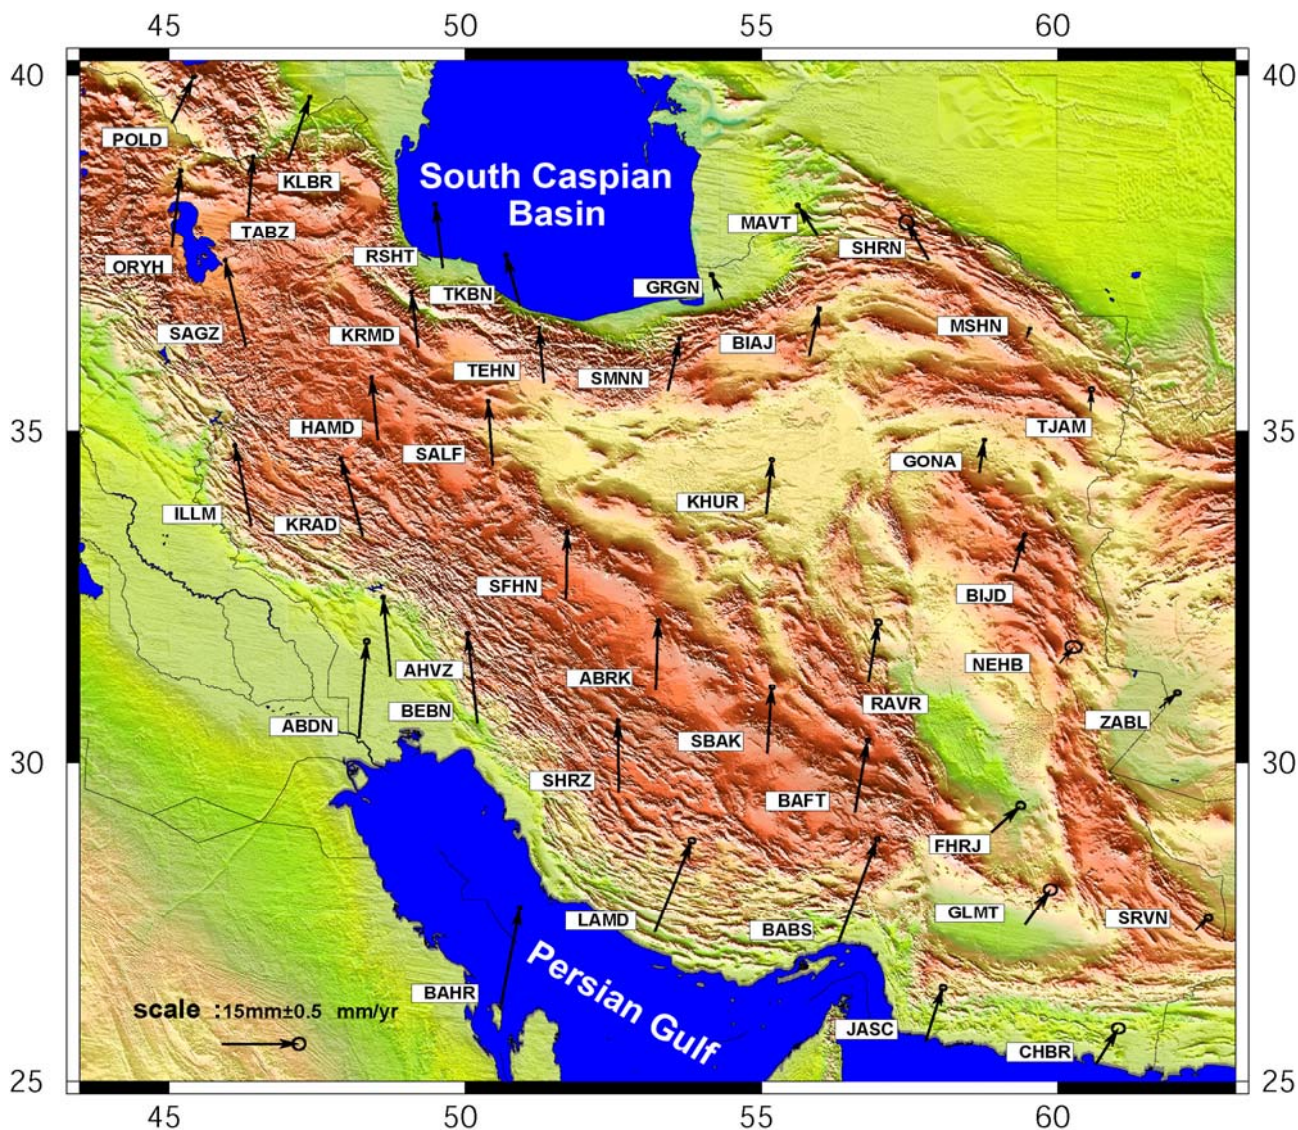 45 50 55 60
40 40
POLD
KLBR
South Caspian
Basin
MAVT
TABZ
SHRN
RSHT
ORYH
GRGN
TKBN
MSHN
SAGZ
KRMD
BIAJ
TEHN
SMNN
TJAM
HAMD
35 35
SALF
GONA
KHUR
ILLM
KRAD
SFHN
BIJD
NEHB
AHVZ
ABRK
RAVR
BEBN
ZABL
ABDN
SBAK
30 30
SHRZ
BAFT
FHRJ
GLMT
LAMD
SRVN
BABS
BAHR
Persian Gulf
scale :15mm±0.5 mm/yr
JASC
CHBR
25 25
45 50 55 60